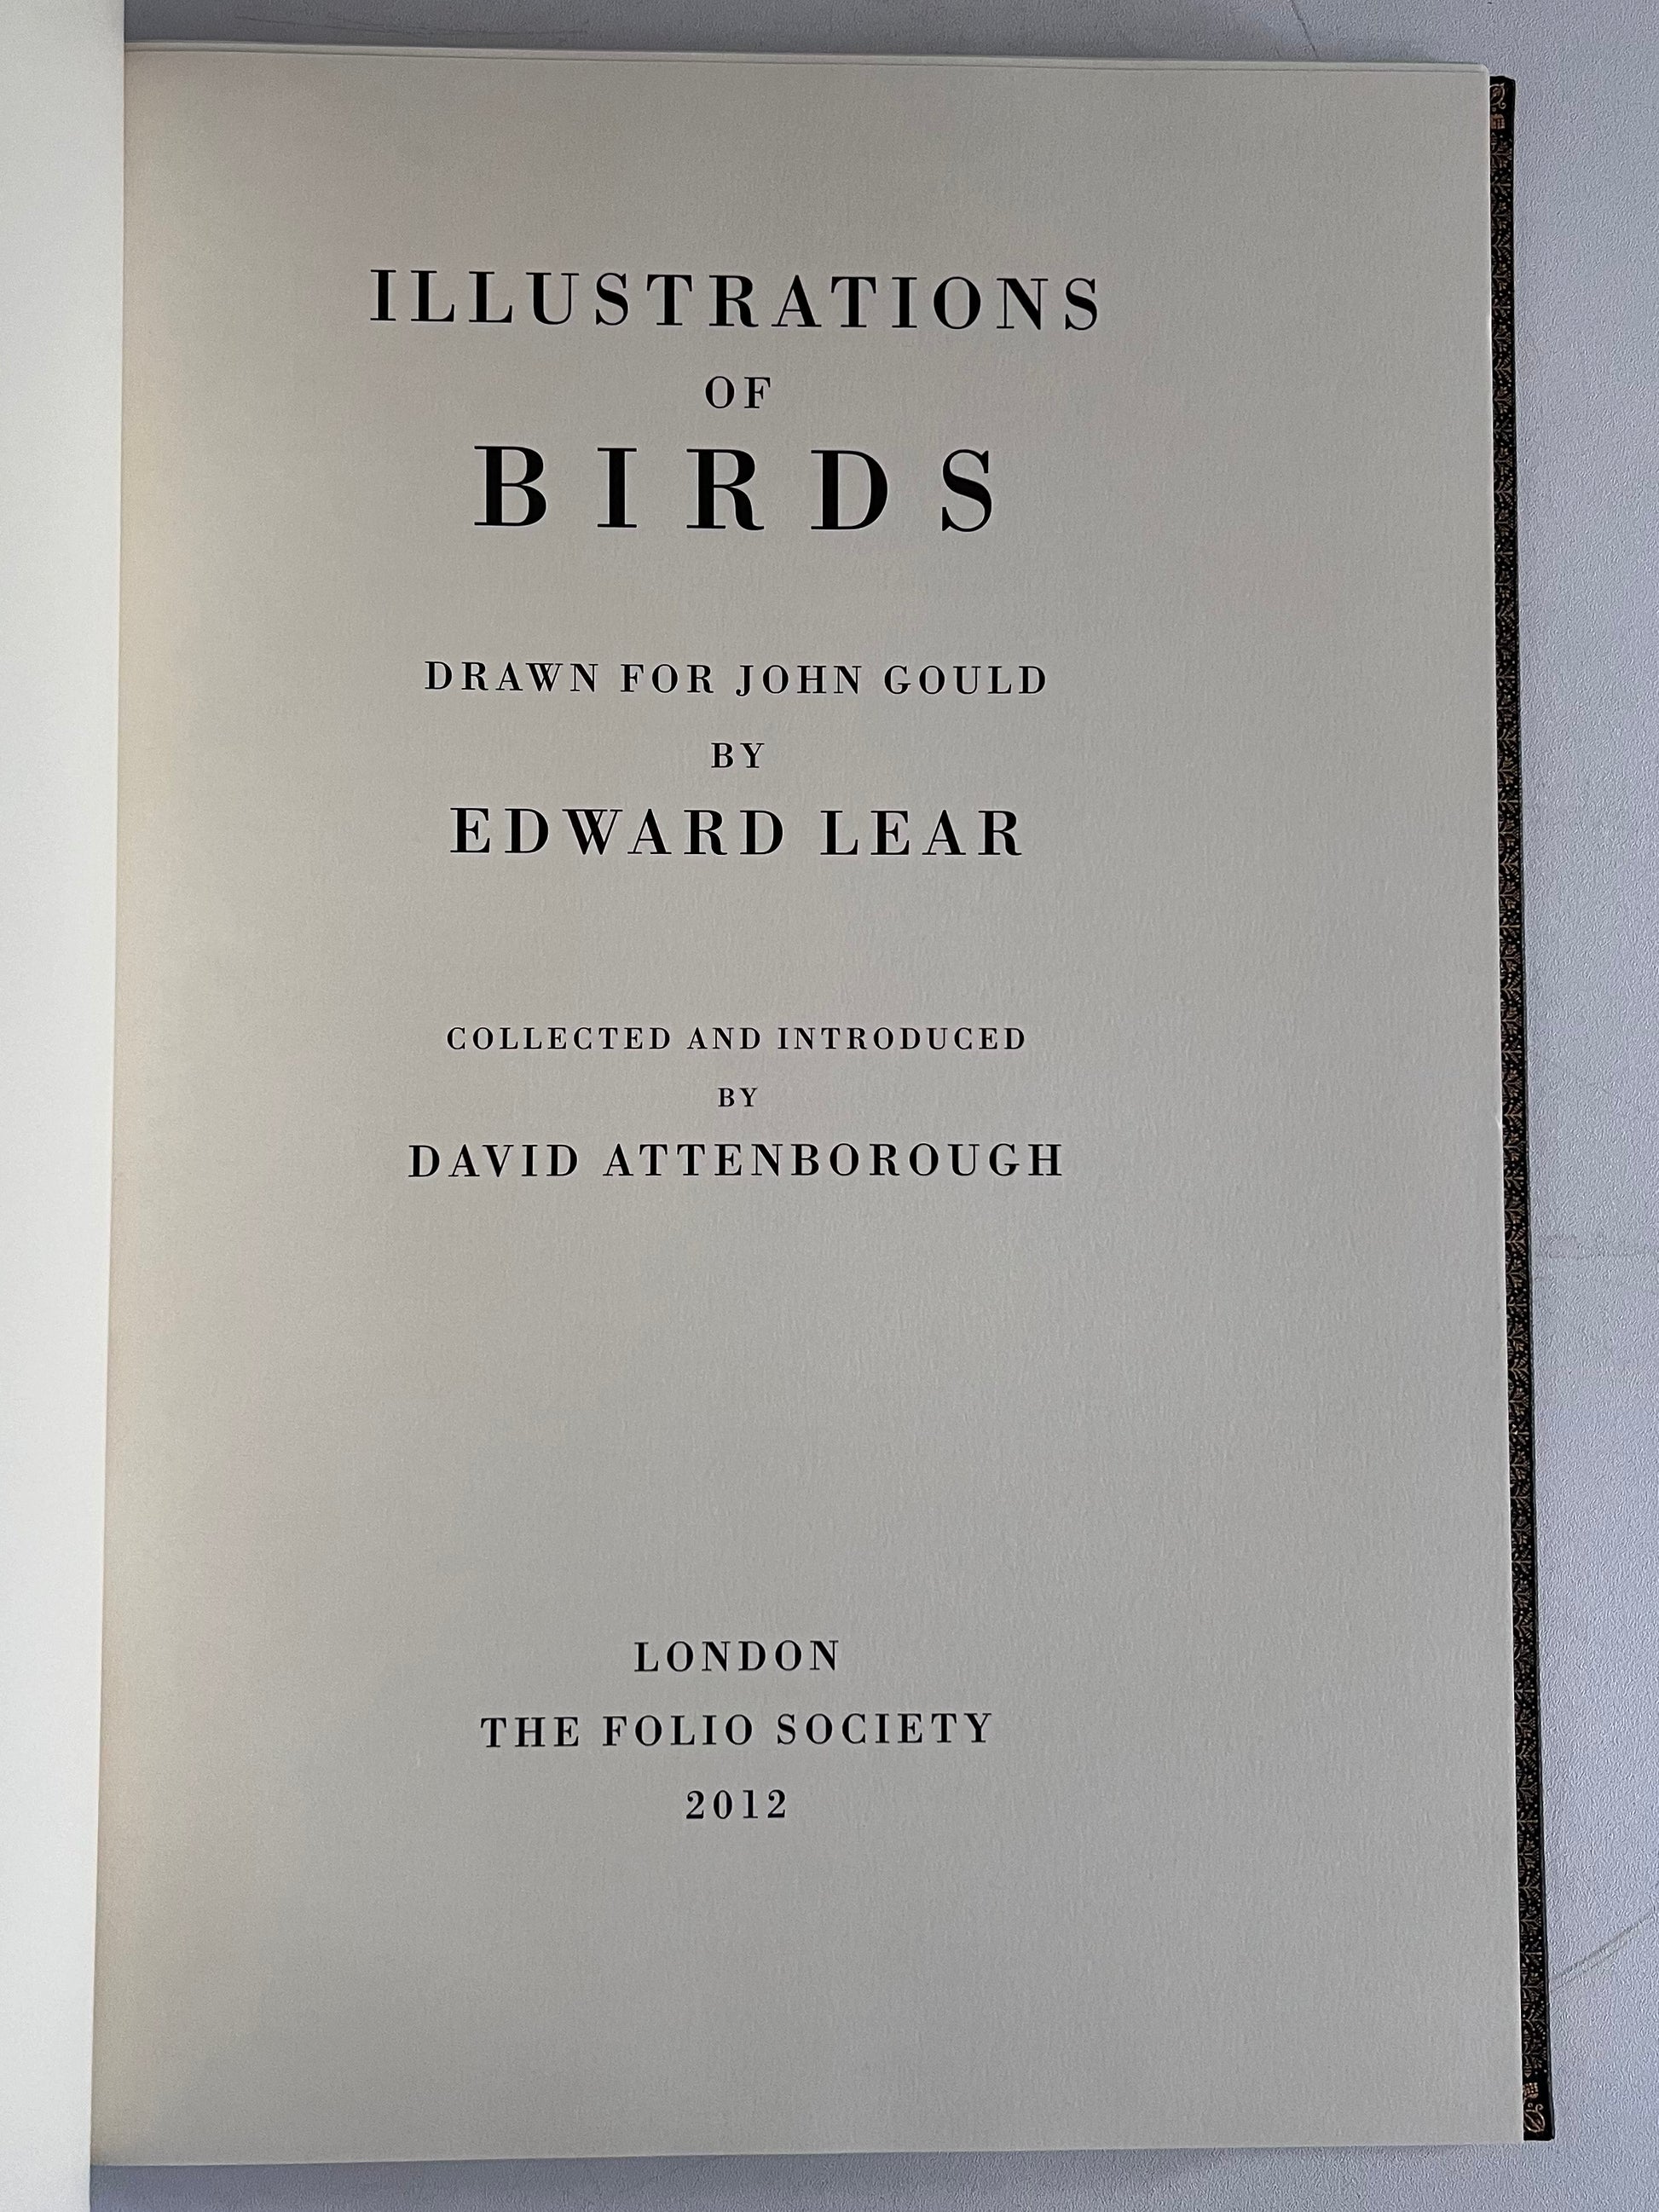 ILLUSTRATIONS
OF
BIRDS
DRAWN FOR JOHN GOULD
BY
EDWARD LEAR
COLLECTED AND INTRODUCED
BY
DAVID ATTENBOROUGH
LONDON
THE FOLIO SOCIETY
2012